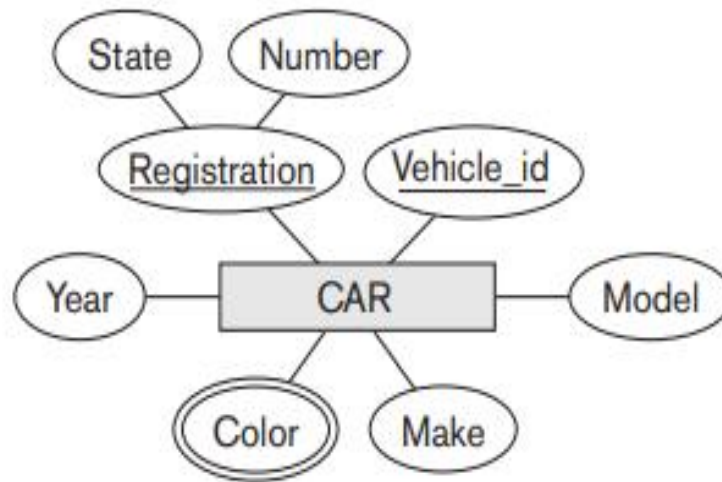 State
Number
Registration
Vehicle_id
Year
CAR
Model
Color
Make